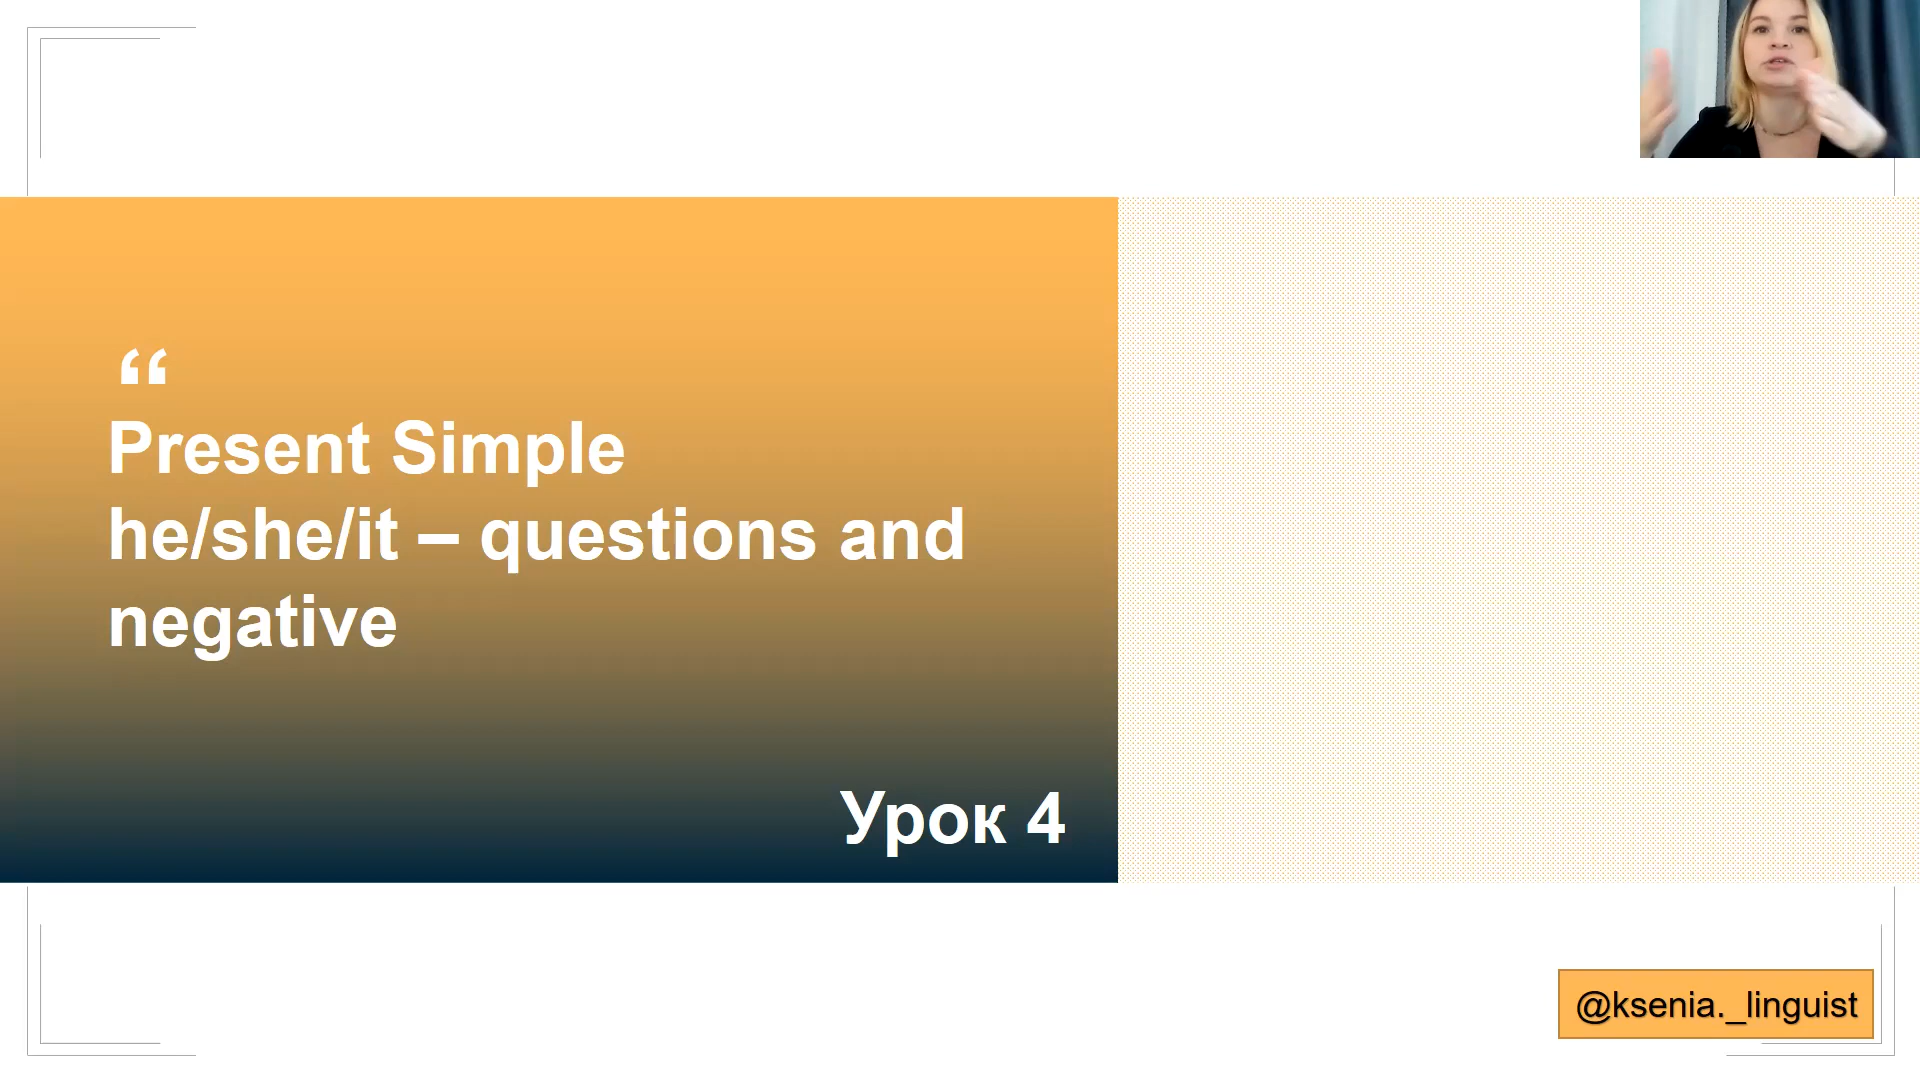 “
Present Simple
he/she/it – questions and
negative
Урок 4
@ksenia._linguist